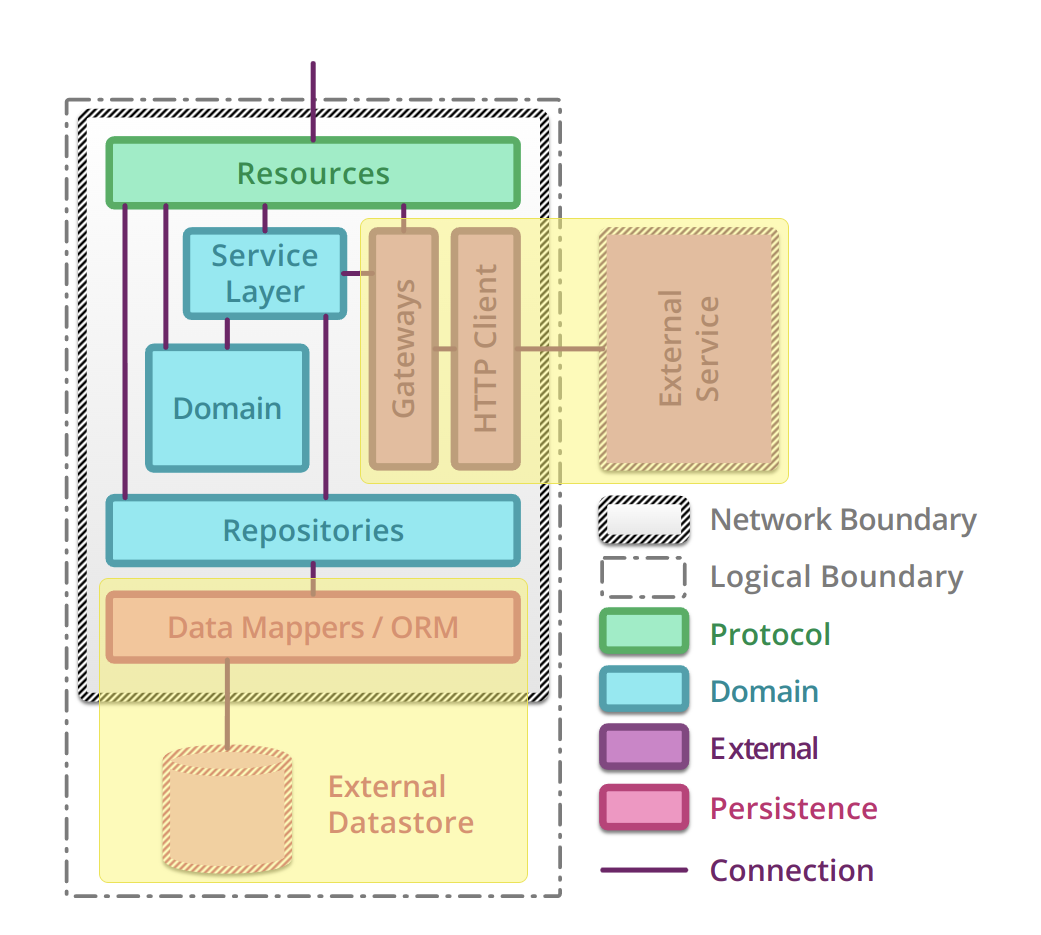 Resources
Service
Layer
Gateways
HTTP Client
External
Service
Domain
Repositories
Data Mappers / ORM
External
Datastore
Network Boundary
Logical Boundary
Protocol
Domain
External
Persistence
Connection